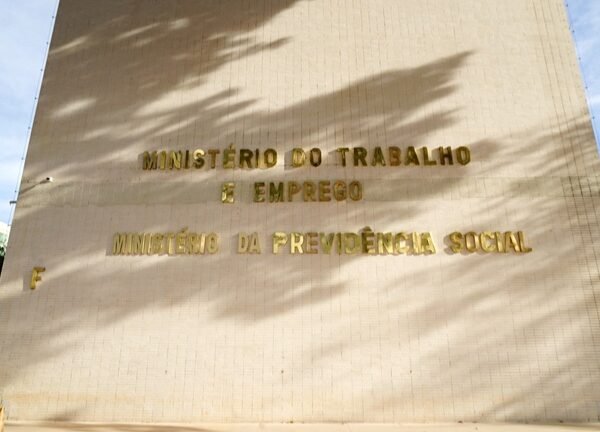 MINISTÉRIO DO TRABALHO
E EMPREGO
MINISTÉRIO DA PREVIDÊNCIA SOCIAL
F